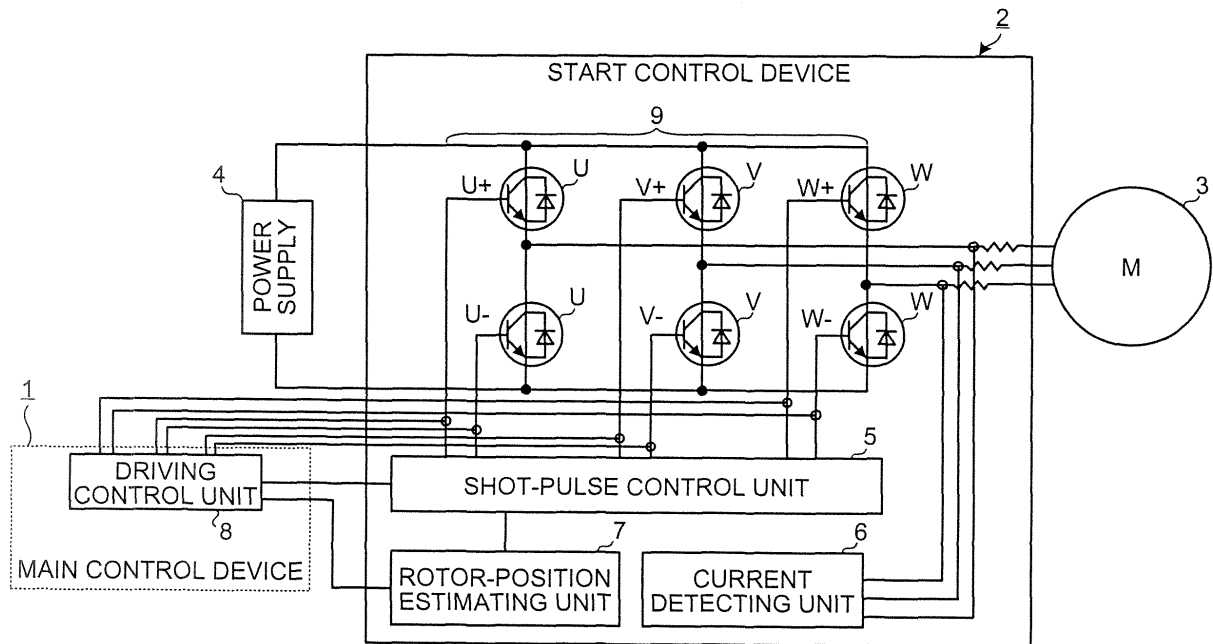 2
START CONTROL DEVICE
9
4
U+ U V+ V W+ W
3
POWER
SUPPLY
M
U- U V- V W- W
1
5
DRIVING
CONTROL UNIT
SHOT-PULSE CONTROL UNIT
8
7
6
MAIN CONTROL DEVICE
ROTOR-POSITION
ESTIMATING UNIT
CURRENT
DETECTING UNIT